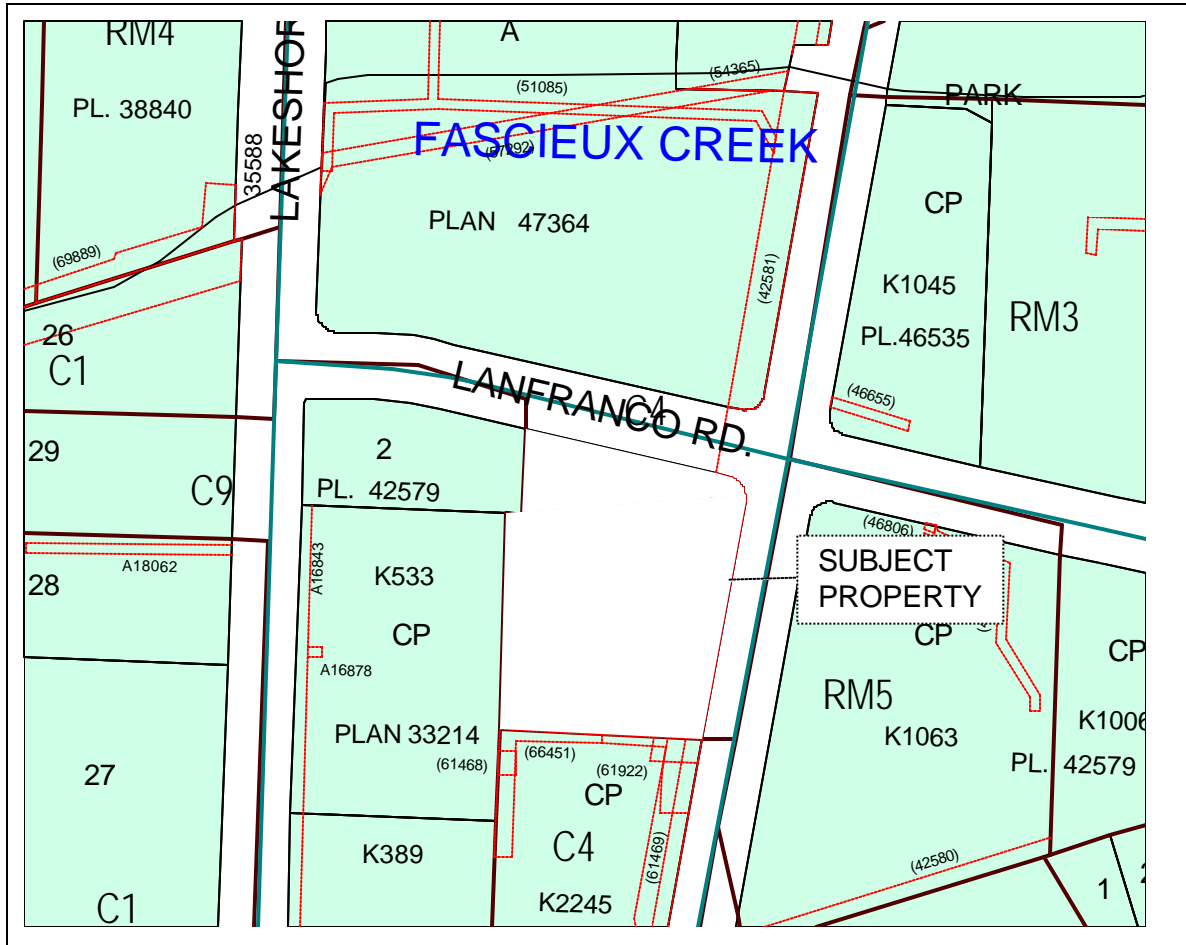 RM4
A
PL. 38840
(54365)
(51085)
PARK
FASCIEUX CREEK
(57292)
35588
CP
PLAN 47364
(69889)
(42581)
K1045
RM3
PL.46535
26
C1
LANFRANCO RD.
C4
(46655)
29
2
C9
PL. 42579
(46806)
A18062
28
A16843
K533
SUBJECT
PROPERTY
CP
CP
CP
A16878
RM5
K1006
PLAN 33214
K1063
(61468)
(66451)
(61922)
PL. 42579
27
CP
K389
C4
(61469)
(42580)
1
K2245
C1